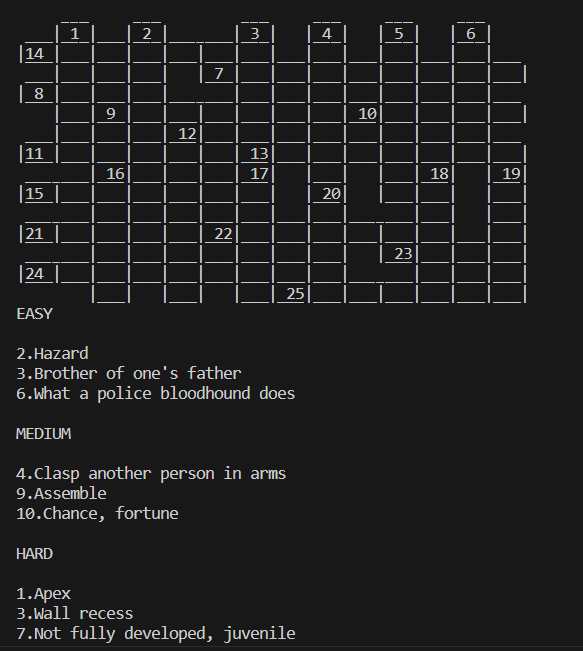 1 2 3 4 5 6
14
7
8
9 10
12
11 13
16 17 18 19
15 20
21 22
23
24
25
EASY
2.Hazard
3.Brother of one's father
6.What a police bloodhound does
MEDIUM
4.Clasp another person in arms
9.Assemble
10.Chance, fortune
HARD
1.Apex
3.Wall recess
7.Not fully developed, juvenile